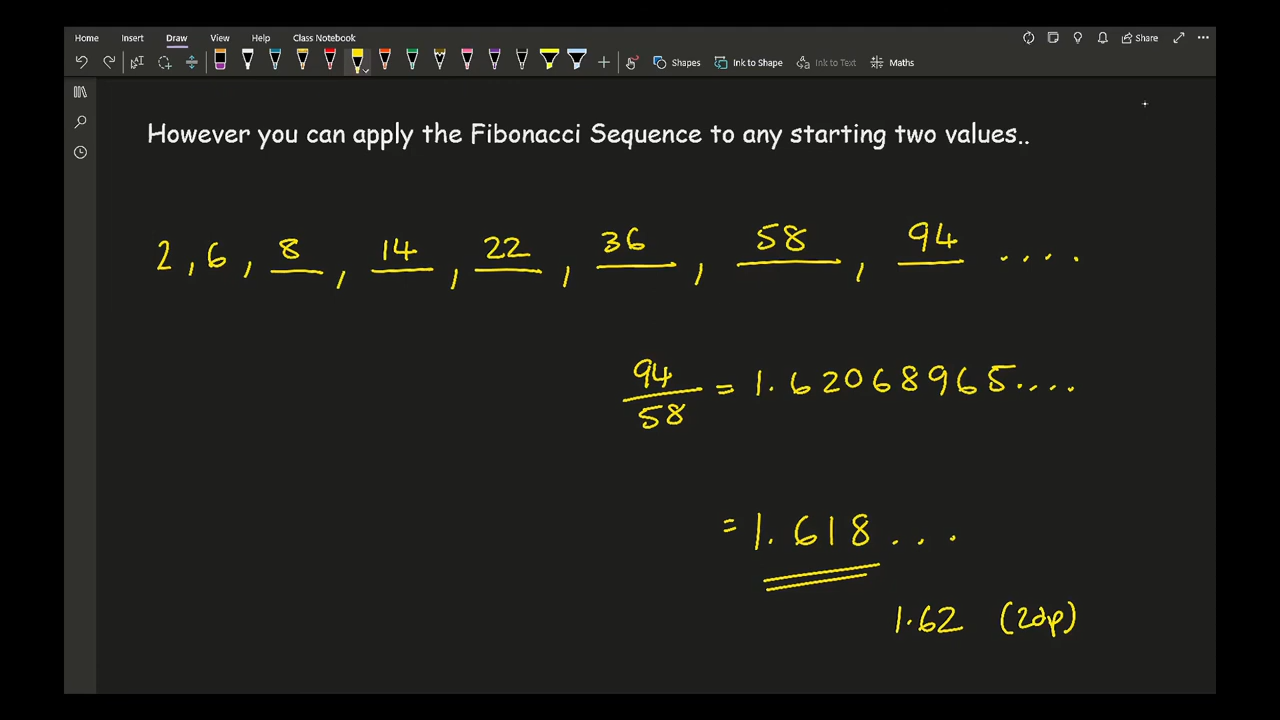 Home Insert Draw View Help Class Notebook Share
Shapes Ink to Shape Ink to Text Maths
However you can apply the Fibonacci Sequence to any starting two values..
2, 6, 8, 14, 22, 36, 58, 94 ....
94/58 = 1.62068965....
= 1.618...
1.62 (2dp)